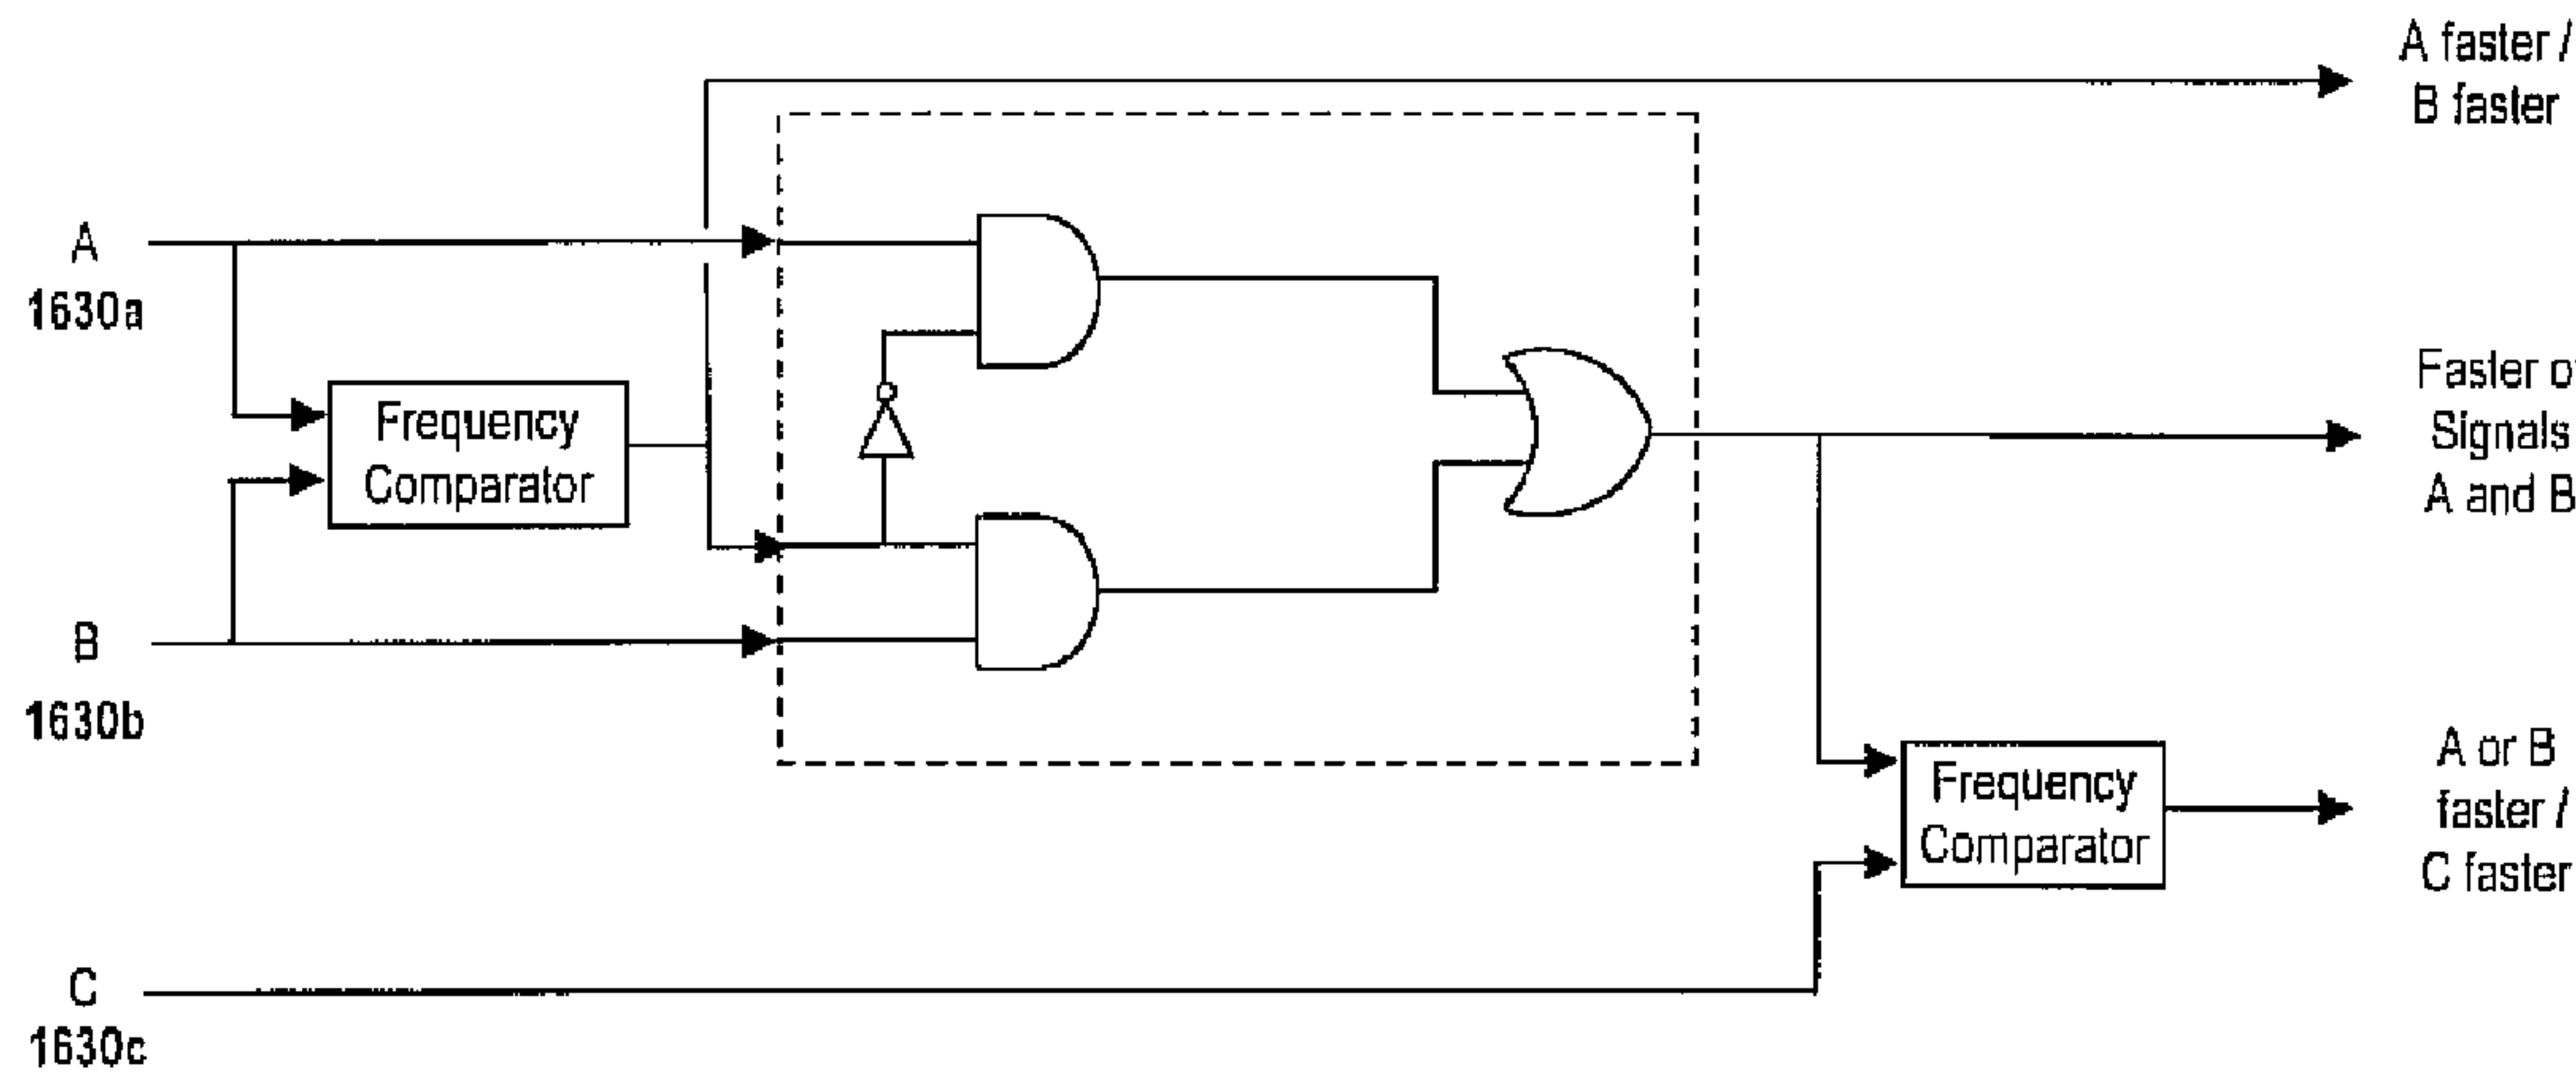 A faster /
B faster
A
1630a
Frequency
Comparator
B
1630b
Faster of
Signals
A and B
A or B
faster /
C faster
Frequency
Comparator
C
1630c